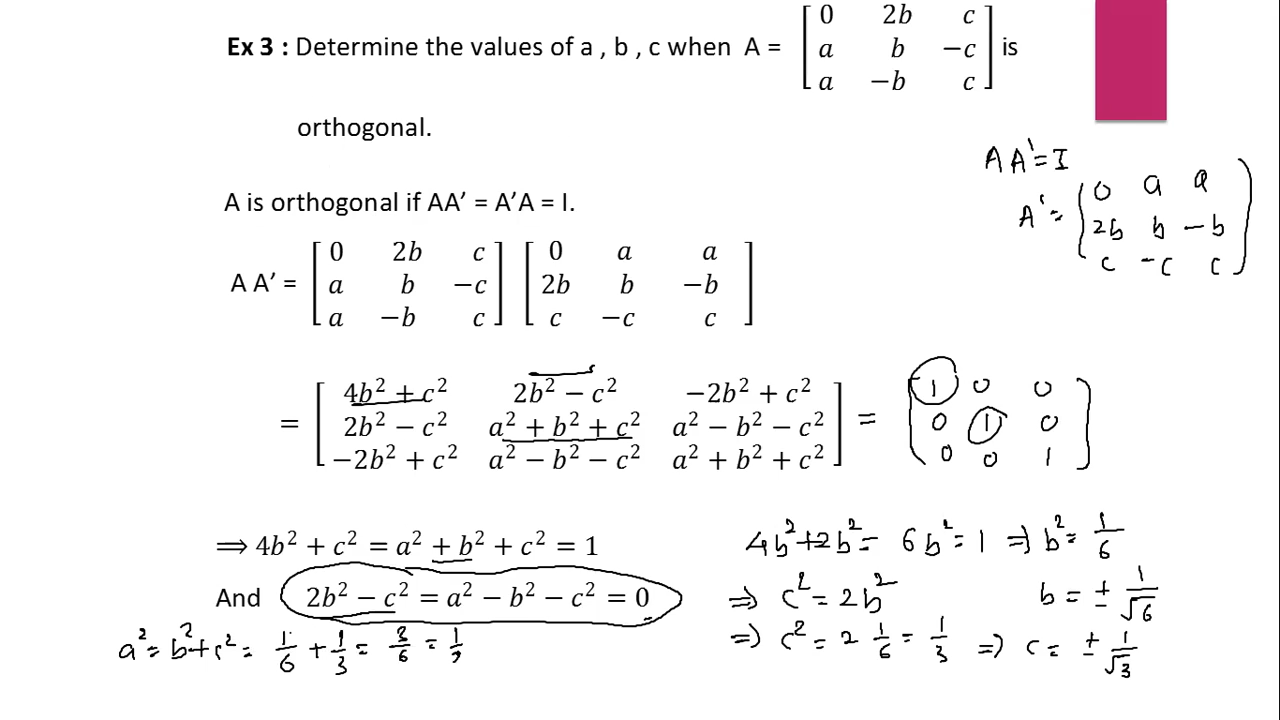 Ex 3 : Determine the values of a , b , c when A = [0 2b c; a b −c; a −b c] is
orthogonal.
A A' = I
A' = (0 a a; 2b b −b; c −c c)
A is orthogonal if AA′ = A′A = I.
A A′ = [0 2b c; a b −c; a −b c] [0 a a; 2b b −b; c −c c]
= [4b² + c² 2b² − c² −2b² + c²; 2b² − c² a² + b² + c² a² − b² − c²; −2b² + c² a² − b² − c² a² + b² + c²] = (1 0 0; 0 1 0; 0 0 1)
⟹ 4b² + c² = a² + b² + c² = 1
And 2b² − c² = a² − b² − c² = 0
a² = b² + c² = 1/6 + 1/3 = 3/6 = 1/2
4b² + 2b² = 6b² = 1 ⇒ b² = 1/6
⇒ c² = 2b² b = ± 1/√6
⇒ c² = 2 1/6 = 1/3 ⇒ c = ± 1/√3